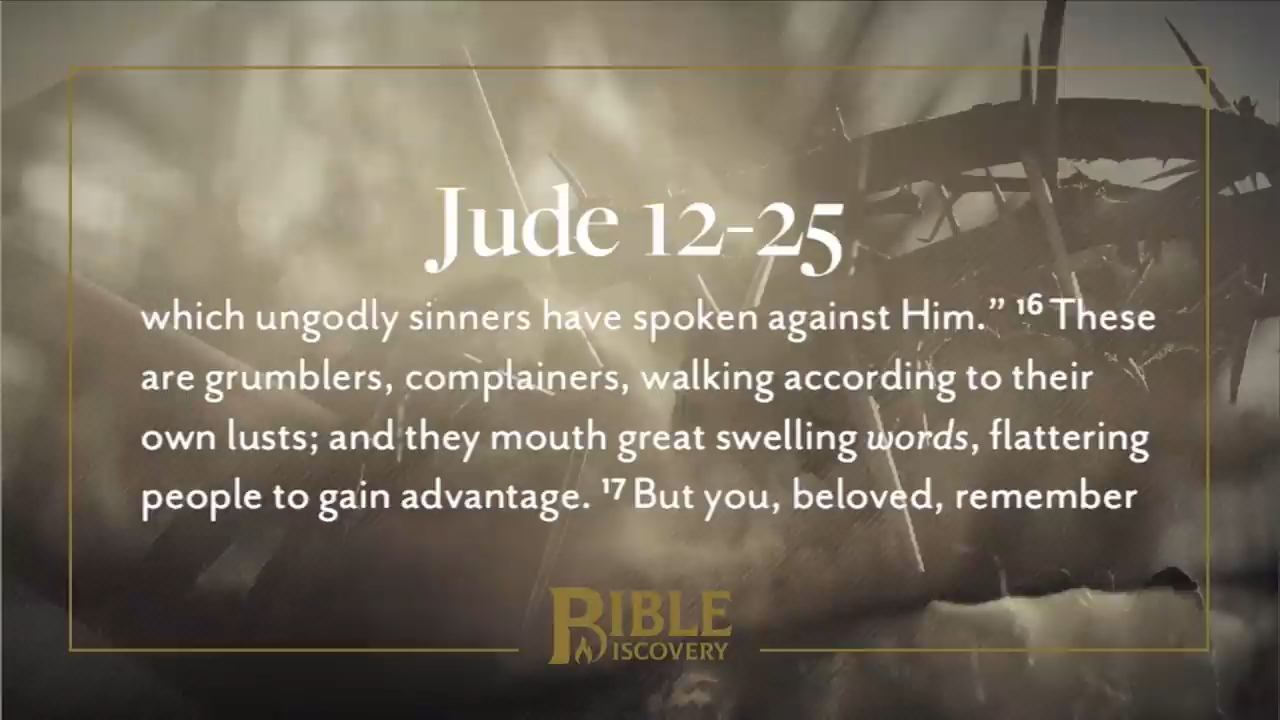 Jude 12-25
which ungodly sinners have spoken against Him.” ¹⁶ These
are grumblers, complainers, walking according to their
own lusts; and they mouth great swelling words, flattering
people to gain advantage. ¹⁷ But you, beloved, remember
BIBLE
DISCOVERY